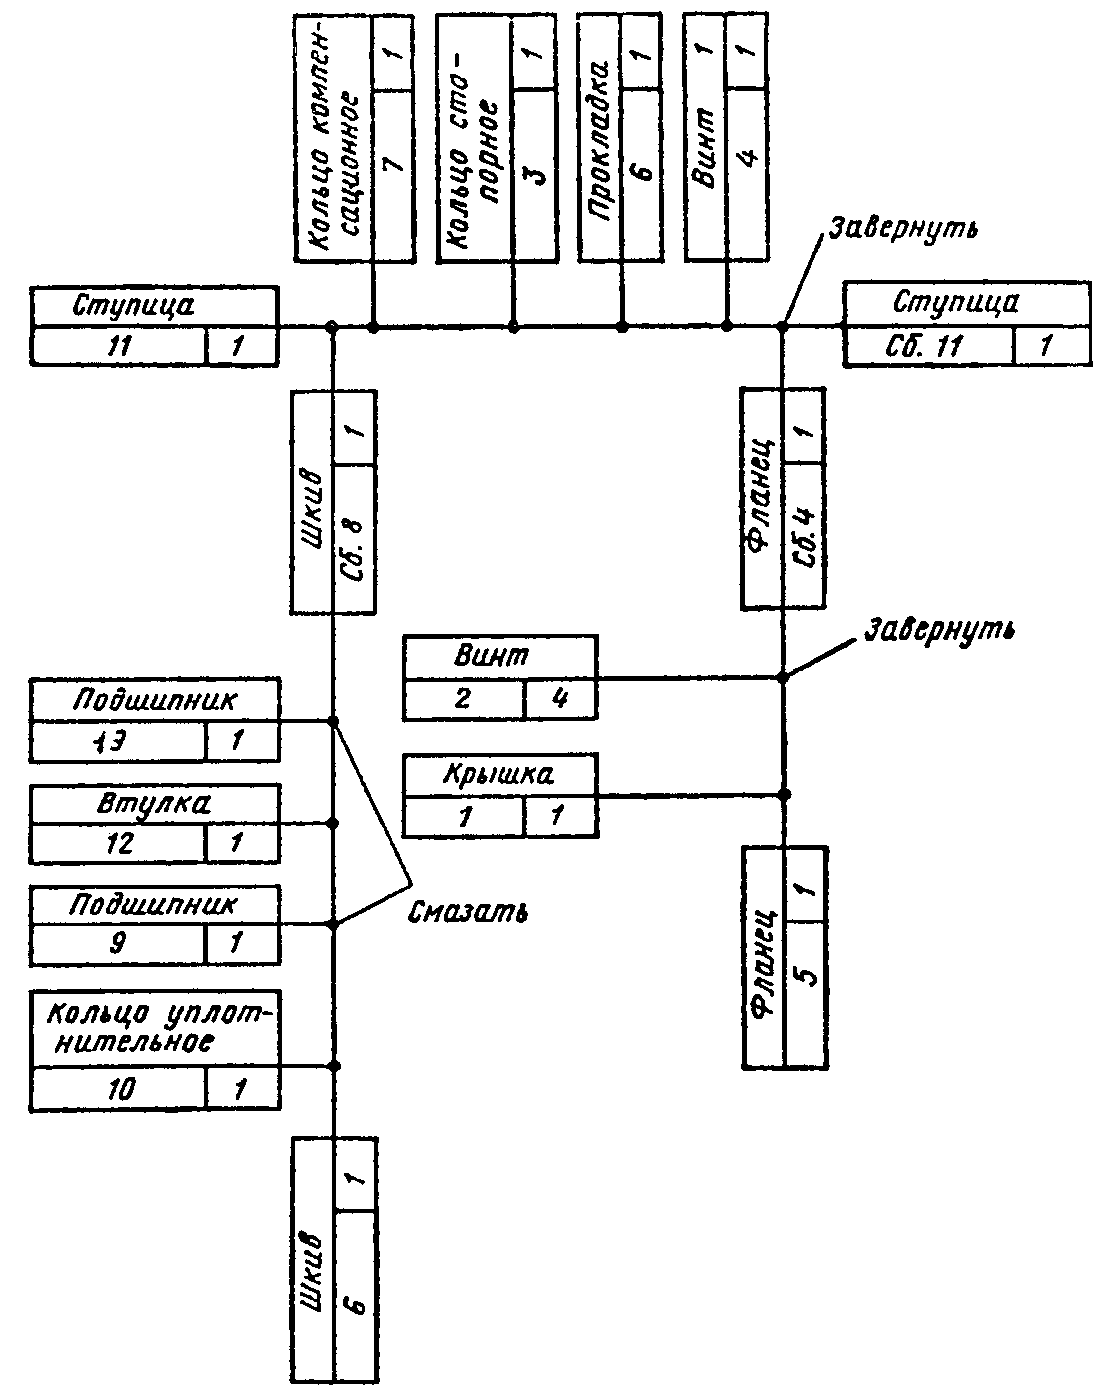 Кольцо компен-
сационное
7 1
Кольцо сто-
порное
3 1
Прокладка
6 1
Винт 1
4 1
Завернуть
Ступица
11 1
Ступица
Сб. 11 1
Шкив
Сб. 8 1
Фланец
Сб. 4 1
Завернуть
Винт
2 4
Подшипник
1
Крышка
1 1
Втулка
12 1
Подшипник
9 1
Смазать
Фланец
5 1
Кольцо уплот-
нительное
10 1
Шкив
6 1